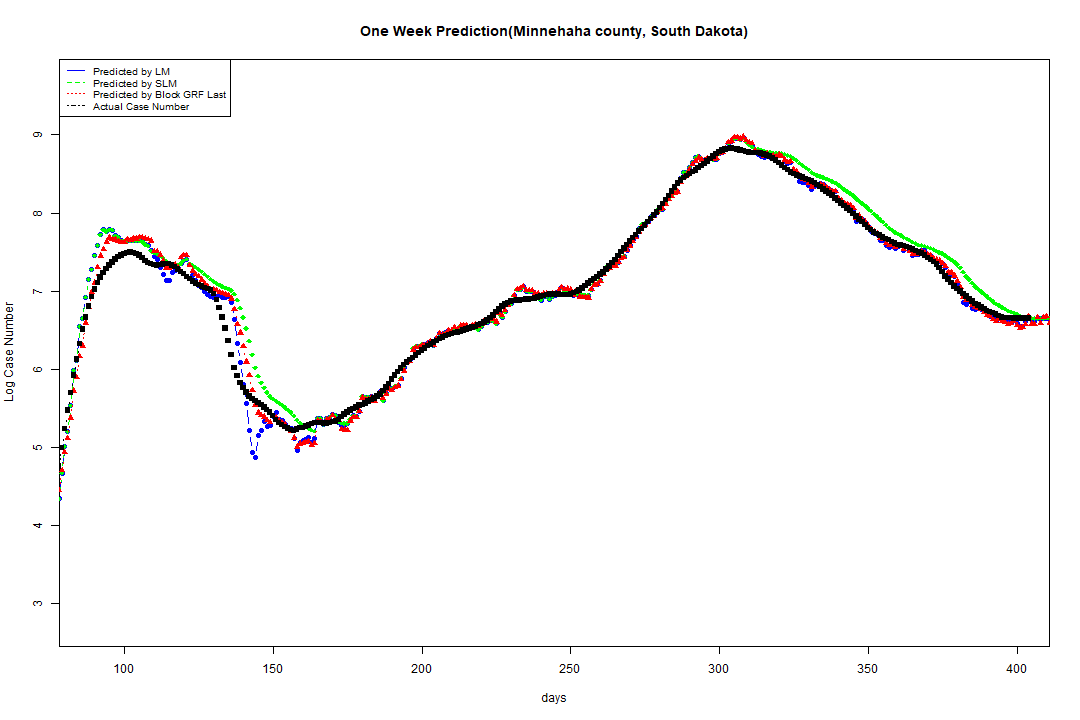 One Week Prediction(Minnehaha county, South Dakota)
Predicted by LM
Predicted by SLM
Predicted by Block GRF Last
Actual Case Number
9
8
7
6
5
4
3
Log Case Number
100 150 200 250 300 350 400
days